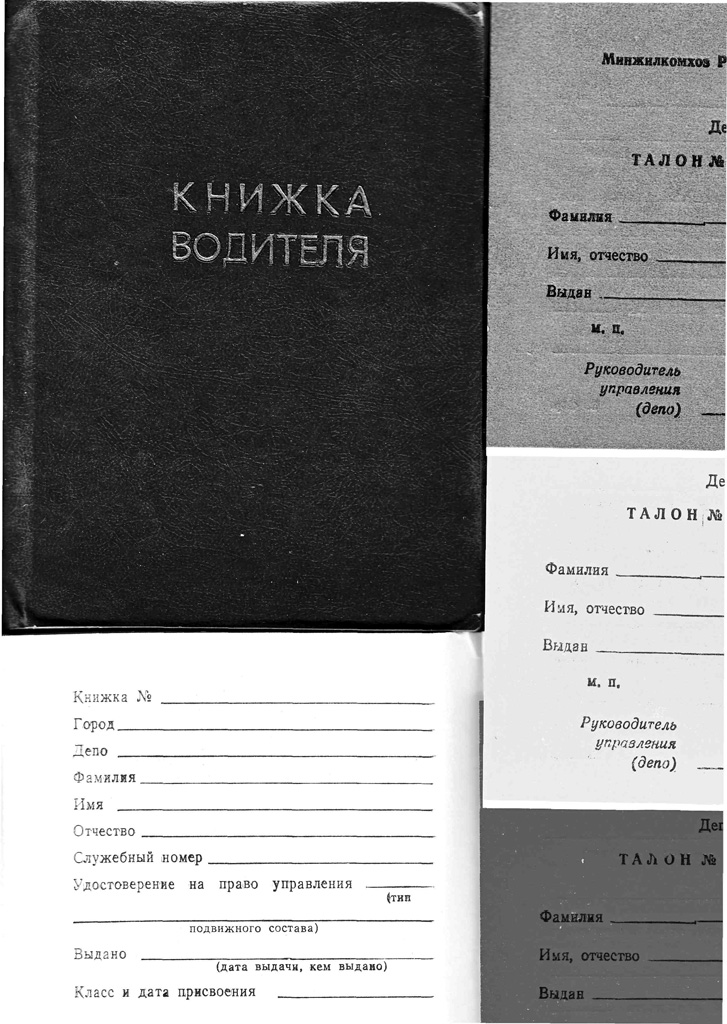 КНИЖКА
ВОДИТЕЛЯ
Минжилкомхоз Р
Де
ТАЛОН №
Фамилия
Имя, отчество
Выдан
м. п.
Руководитель
управления
(депо)
Де
ТАЛОН №
Фамилия
Имя, отчество
Выдан
м. п.
Руководитель
управления
(депо)
Книжка №
Город
Депо
Фамилия
Имя
Отчество
Служебный номер
Удостоверение на право управления
(тип
подвижного состава)
Выдано
(дата выдачи, кем выдано)
Класс и дата присвоения
Деп
ТАЛОН №
Фамилия
Имя, отчество
Выдан